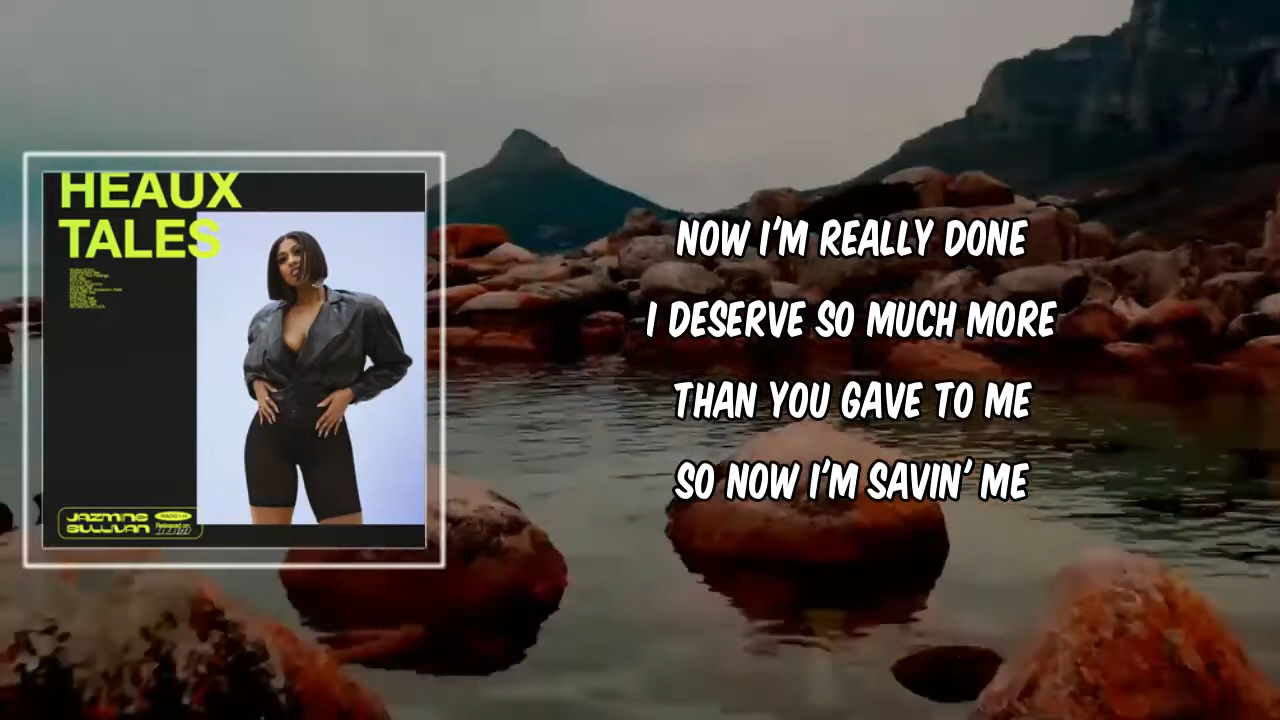 HEAUX
TALES
JAZMINE
SULLIVAN
NOW I'M REALLY DONE
I DESERVE SO MUCH MORE
THAN YOU GAVE TO ME
SO NOW I'M SAVIN' ME